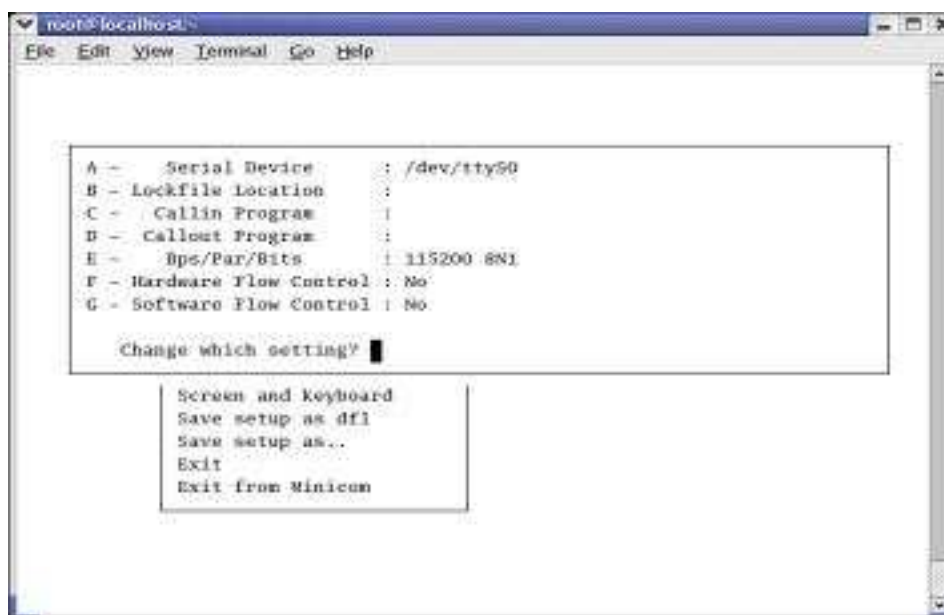 root@localhost:~
File Edit View Terminal Go Help
A - Serial Device : /dev/ttyS0
B - Lockfile Location :
C - Callin Program :
D - Callout Program :
E - Bps/Par/Bits : 115200 8N1
F - Hardware Flow Control : No
G - Software Flow Control : No
Change which setting?
Screen and keyboard
Save setup as dfl
Save setup as..
Exit
Exit from Minicom